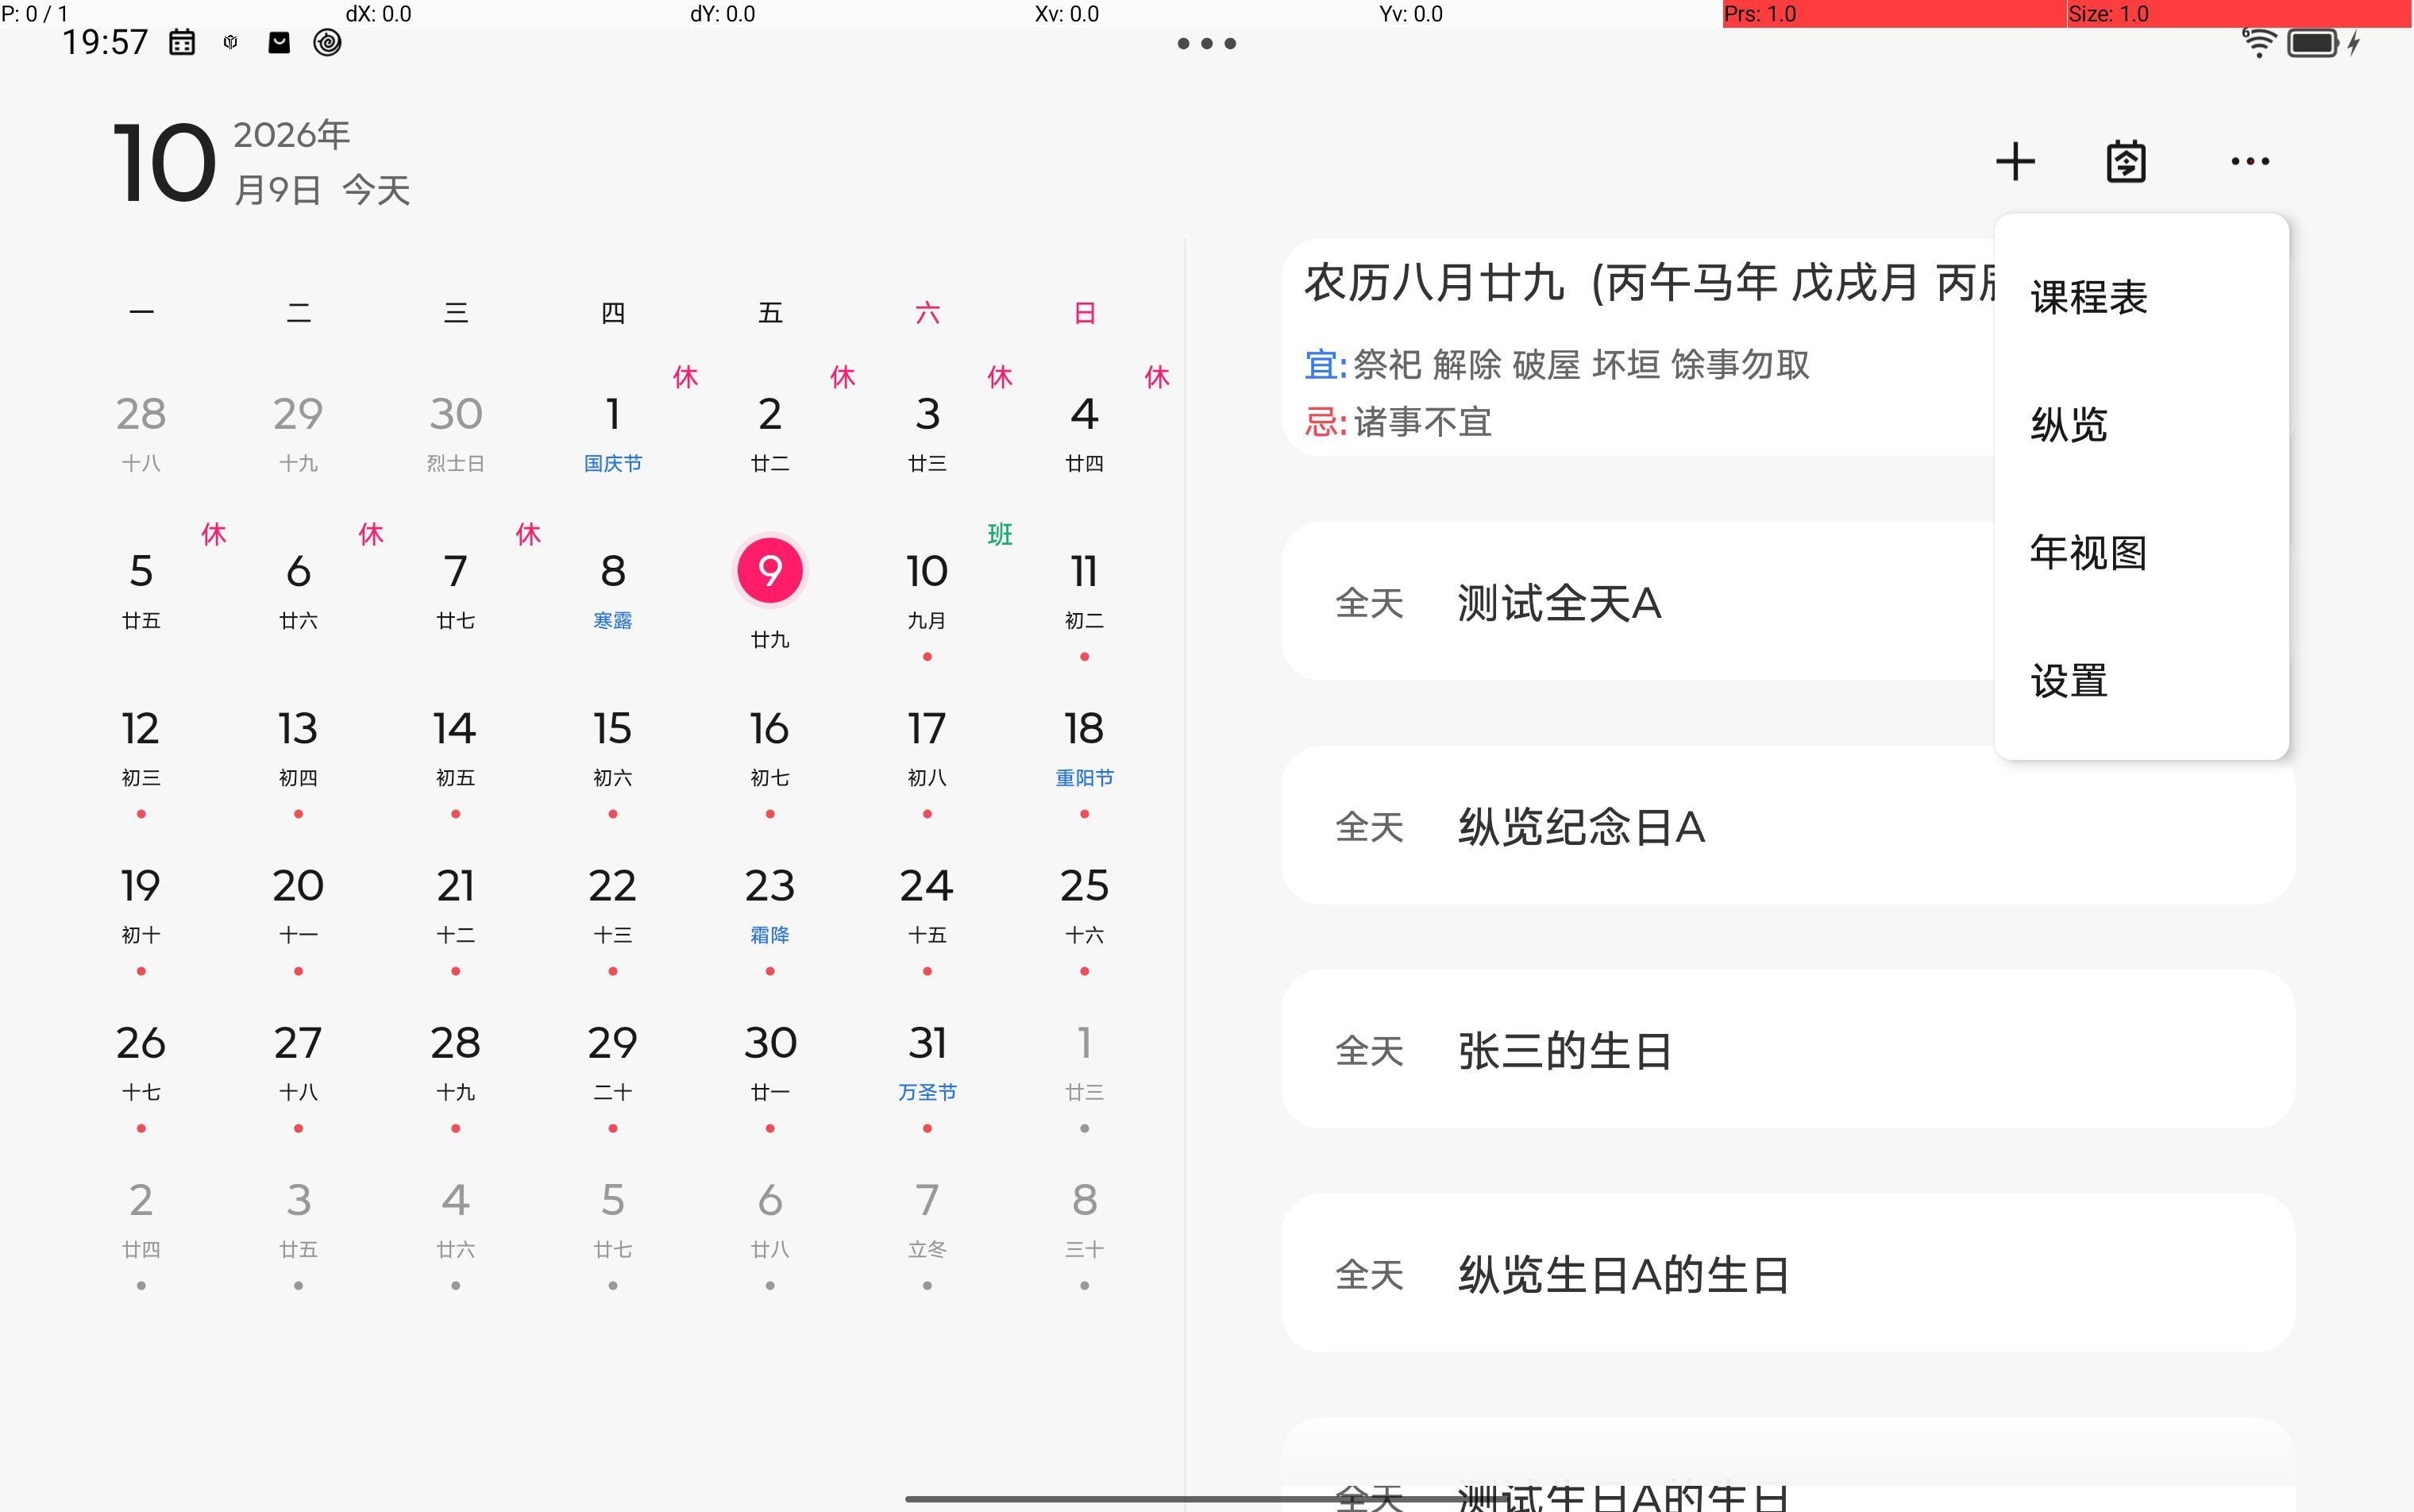 P: 0 / 1 dX: 0.0 dY: 0.0 Xv: 0.0 Yv: 0.0 Prs: 1.0 Size: 1.0
19:57
10 2026年
月9日 今天
一 二 三 四 五 六 日
休 休 休 休
28 29 30 1 2 3 4
十八 十九 烈士日 国庆节 廿二 廿三 廿四
休 休 休 班
5 6 7 8 9 10 11
廿五 廿六 廿七 寒露 廿九 九月 初二
12 13 14 15 16 17 18
初三 初四 初五 初六 初七 初八 重阳节
19 20 21 22 23 24 25
初十 十一 十二 十三 霜降 十五 十六
26 27 28 29 30 31 1
十七 十八 十九 二十 廿一 万圣节 廿三
2 3 4 5 6 7 8
廿四 廿五 廿六 廿七 廿八 立冬 三十
农历八月廿九 (丙午马年 戊戌月 丙
宜: 祭祀 解除 破屋 坏垣 馀事勿取
忌: 诸事不宜
全天 测试全天A
全天 纵览纪念日A
全天 张三的生日
全天 纵览生日A的生日
全天 测试生日A的生日
课程表
纵览
年视图
设置